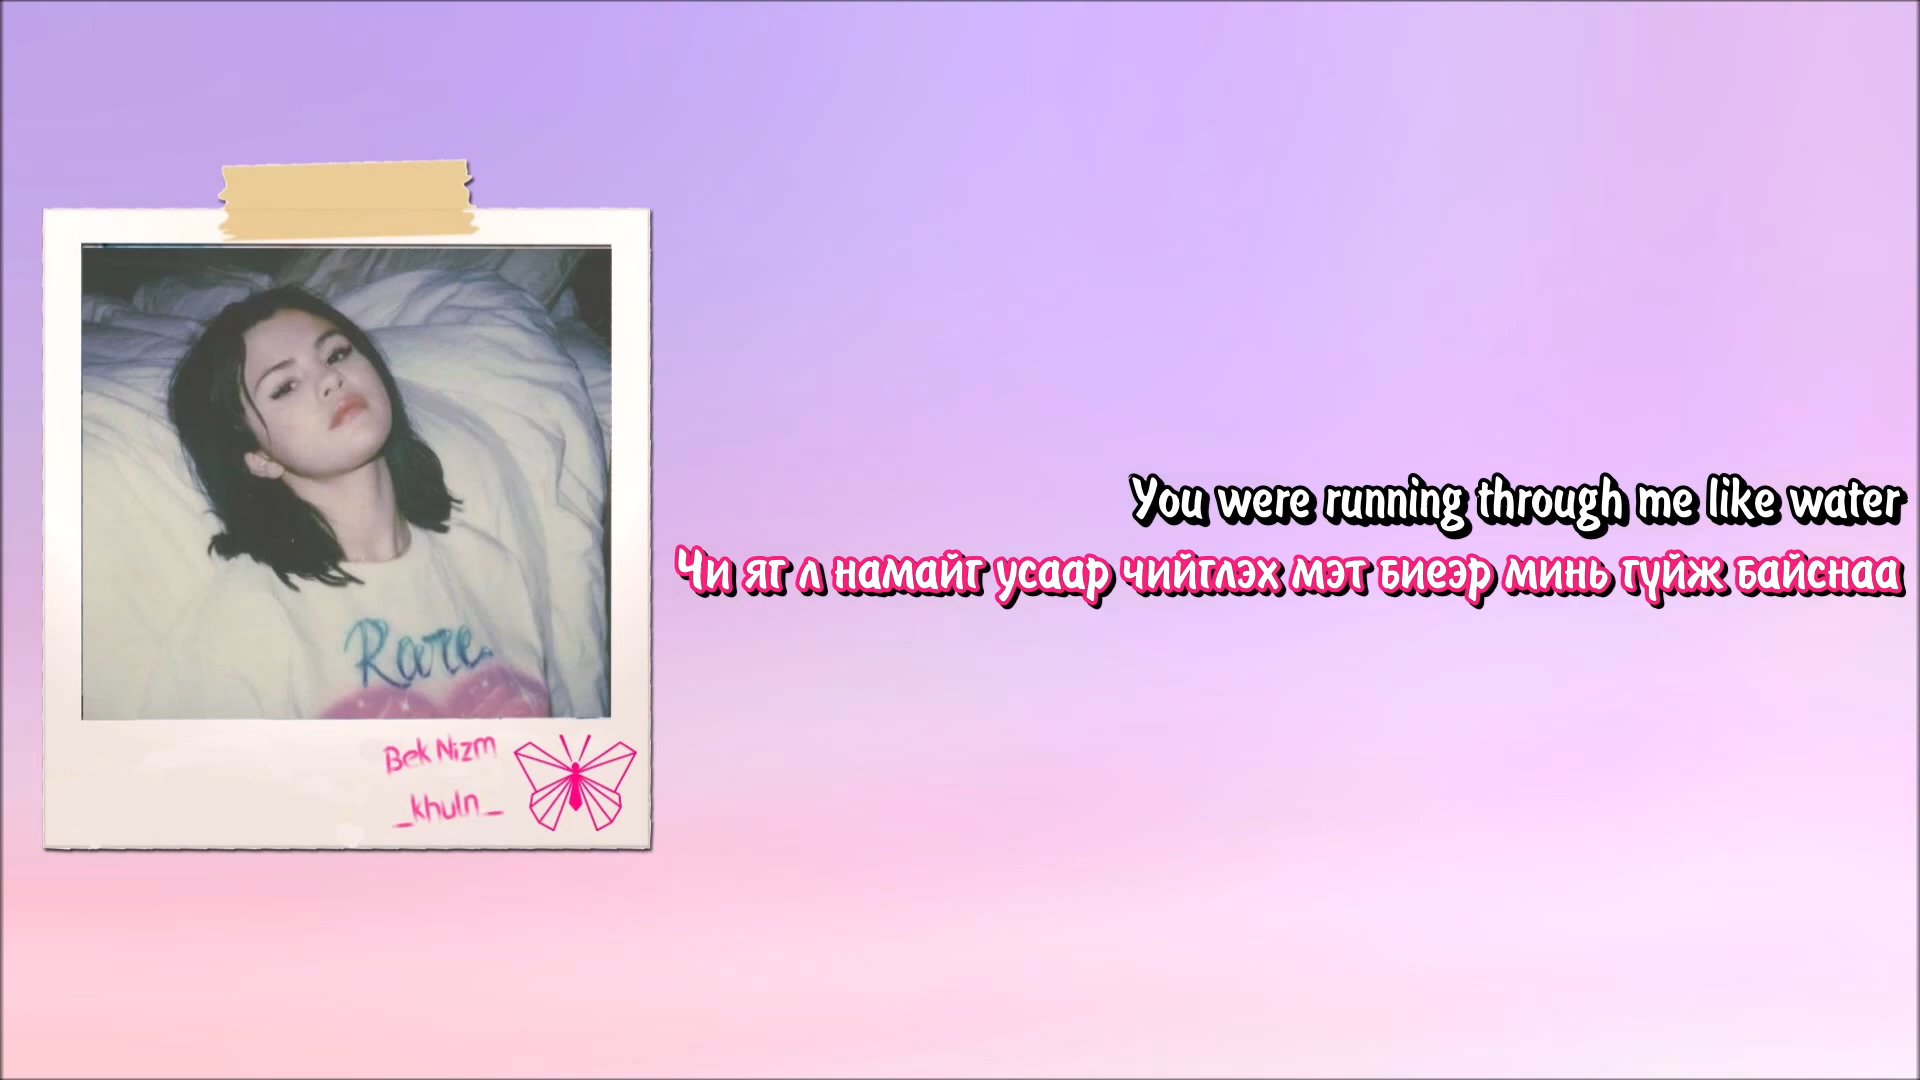 Rare.
Bek Nizm
_khuln_
You were running through me like water
Чи яг л намайг усаар чийглэх мэт биеэр минь гүйж байснаа